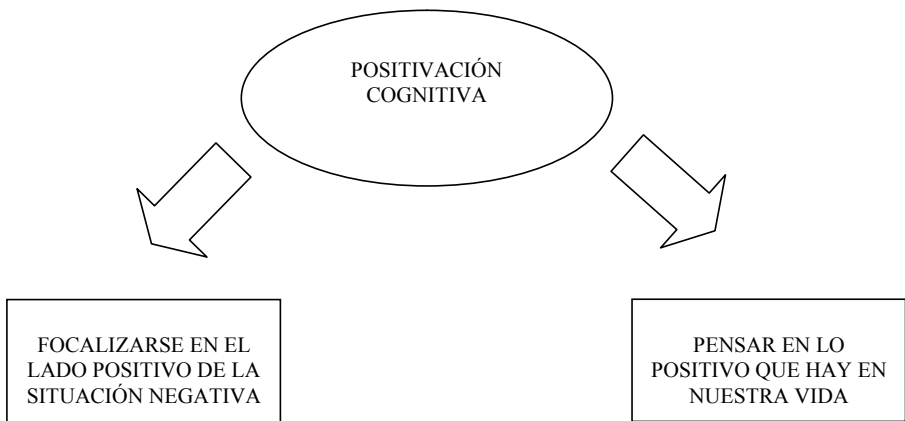 POSITIVACIÓN
COGNITIVA
FOCALIZARSE EN EL
LADO POSITIVO DE LA
SITUACIÓN NEGATIVA
PENSAR EN LO
POSITIVO QUE HAY EN
NUESTRA VIDA